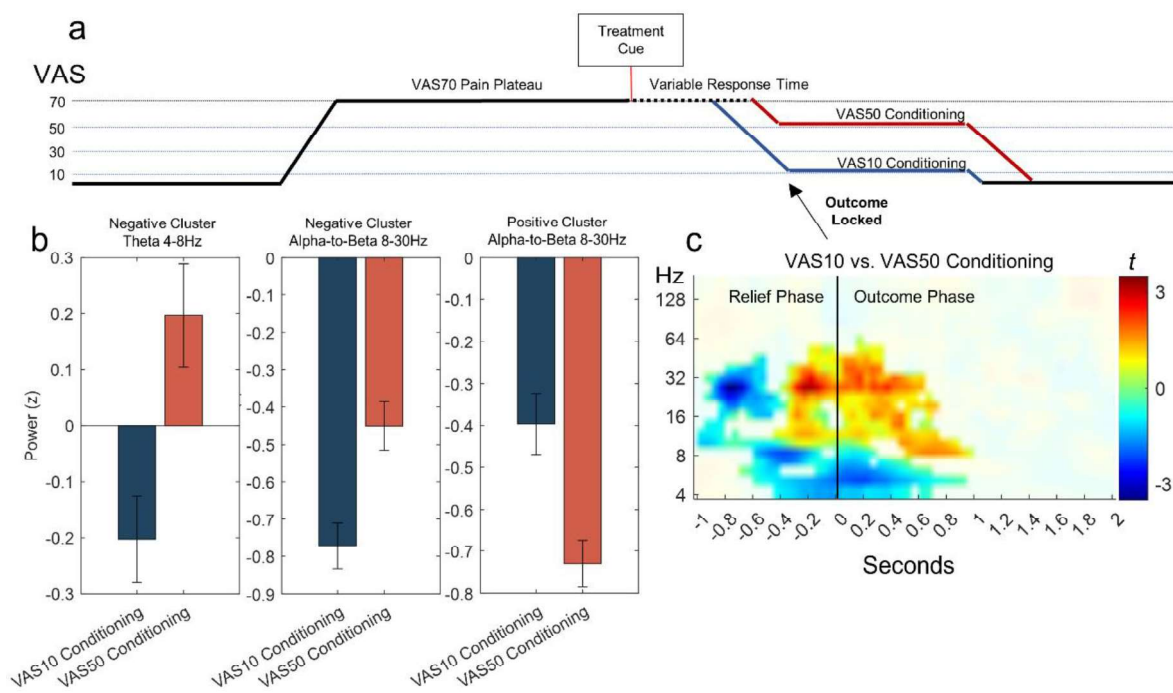 a
Treatment
Cue
VAS
VAS70 Pain Plateau
Variable Response Time
70
50
30
10
VAS50 Conditioning
VAS10 Conditioning
Outcome
Locked
b
Negative Cluster
Theta 4-8Hz
0.3
0.2
0.1
0
-0.1
-0.2
-0.3
Power (z)
VAS10 Conditioning
VAS50 Conditioning
Negative Cluster
Alpha-to-Beta 8-30Hz
0
-0.1
-0.2
-0.3
-0.4
-0.5
-0.6
-0.7
-0.8
-0.9
VAS10 Conditioning
VAS50 Conditioning
Positive Cluster
Alpha-to-Beta 8-30Hz
0
-0.1
-0.2
-0.3
-0.4
-0.5
-0.6
-0.7
-0.8
VAS10 Conditioning
VAS50 Conditioning
c
VAS10 vs. VAS50 Conditioning
Hz
t
Relief Phase
Outcome Phase
128
64
32
16
8
4
-1 -0.8 -0.6 -0.4 -0.2 0 0.2 0.4 0.6 0.8 1 1.2 1.4 1.6 1.8 2
Seconds
3
0
-3